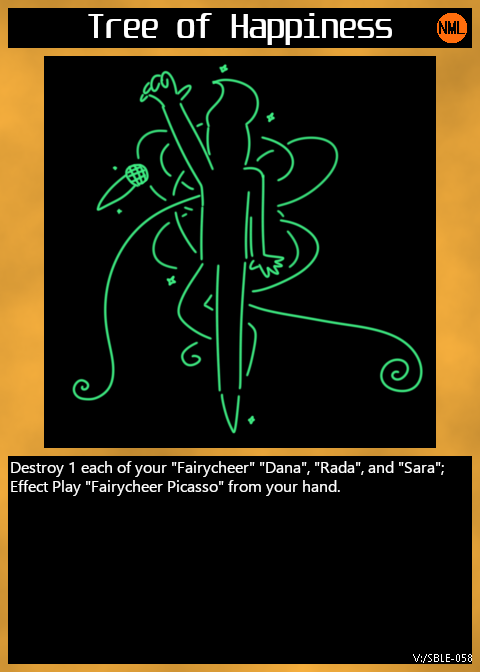 Tree of Happiness
NML
Destroy 1 each of your "Fairycheer" "Dana", "Rada", and "Sara";
Effect Play "Fairycheer Picasso" from your hand.
V:/SBLE-058